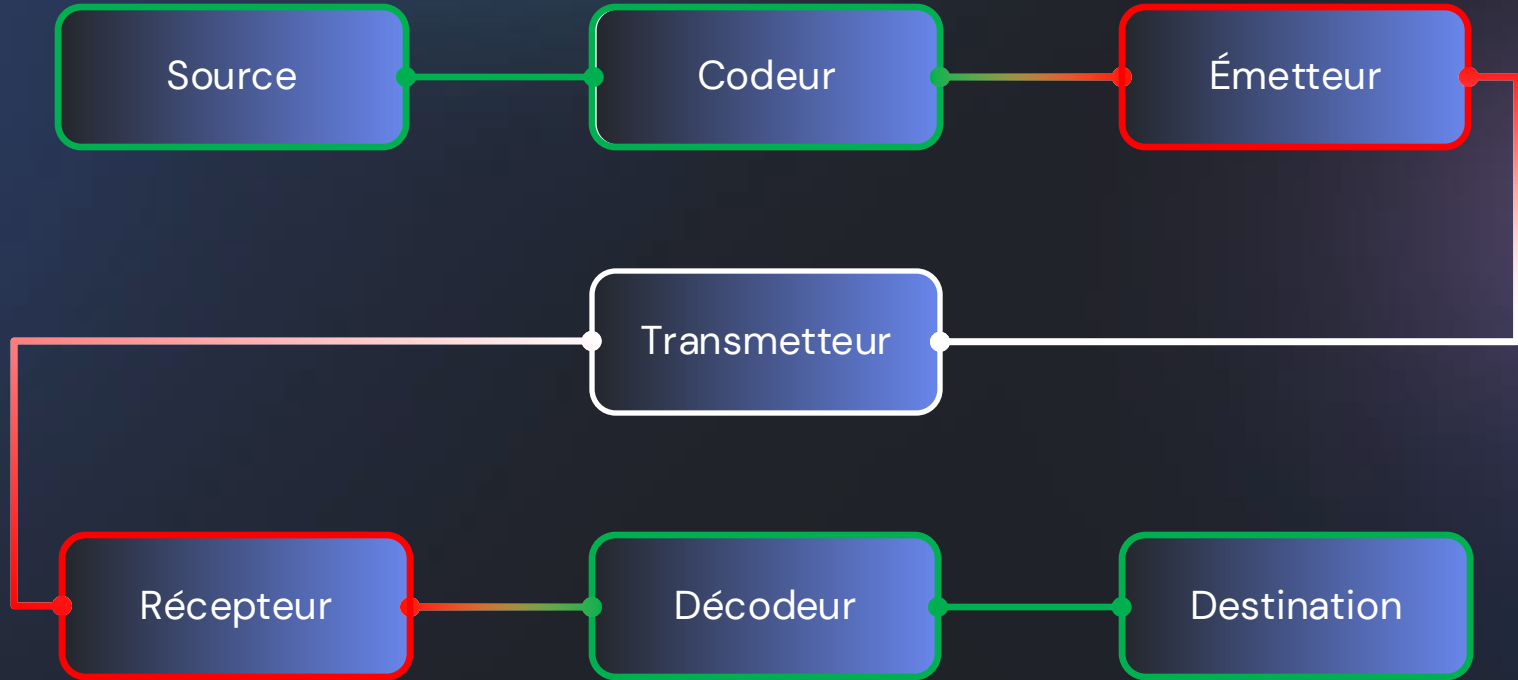 Source
Codeur
Émetteur
Transmetteur
Récepteur
Décodeur
Destination